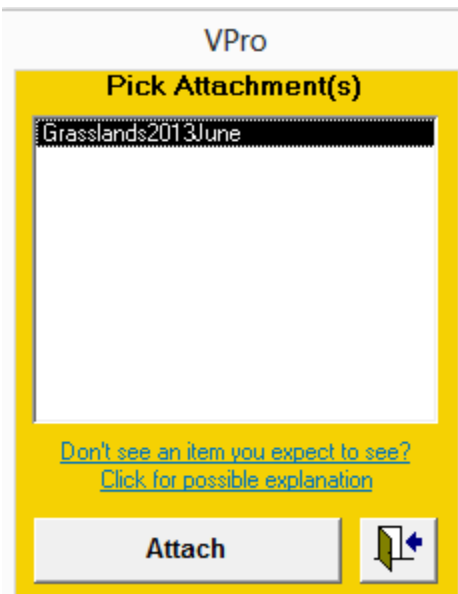 VPro
Pick Attachment(s)
Grasslands2013June
Don't see an item you expect to see?
Click for possible explanation
Attach